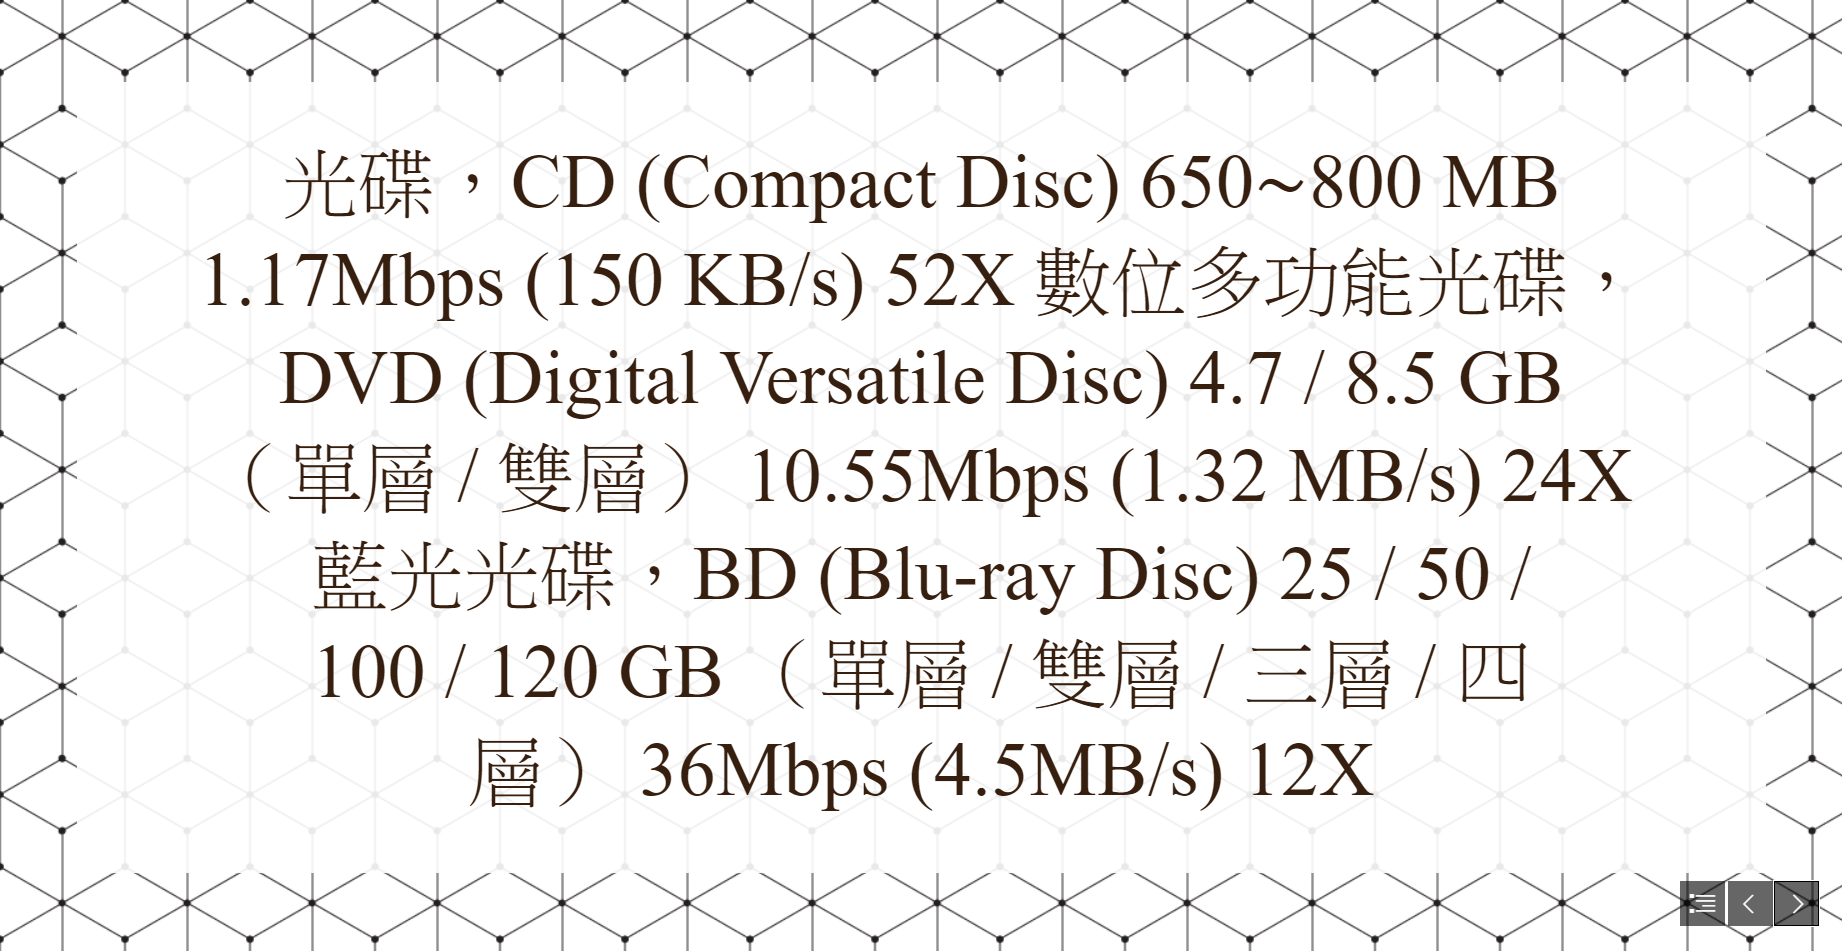 光碟，CD (Compact Disc) 650~800 MB
1.17Mbps (150 KB/s) 52X 數位多功能光碟，
DVD (Digital Versatile Disc) 4.7 / 8.5 GB
（單層 / 雙層） 10.55Mbps (1.32 MB/s) 24X
藍光光碟，BD (Blu-ray Disc) 25 / 50 /
100 / 120 GB （單層 / 雙層 / 三層 / 四
層） 36Mbps (4.5MB/s) 12X